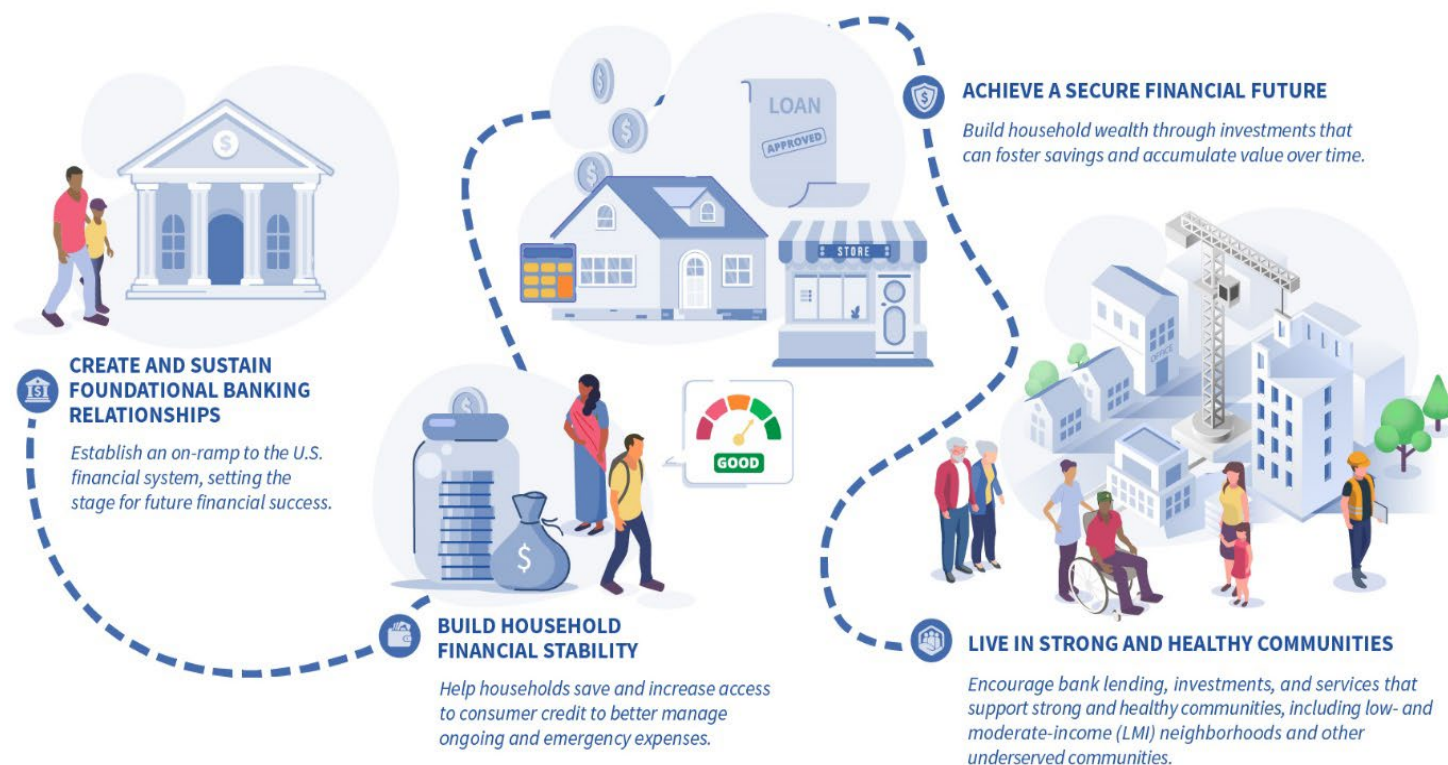 CREATE AND SUSTAIN
FOUNDATIONAL BANKING
RELATIONSHIPS
Establish an on-ramp to the U.S.
financial system, setting the
stage for future financial success.
BUILD HOUSEHOLD
FINANCIAL STABILITY
Help households save and increase access
to consumer credit to better manage
ongoing and emergency expenses.
GOOD
LOAN
APPROVED
STORE
ACHIEVE A SECURE FINANCIAL FUTURE
Build household wealth through investments that
can foster savings and accumulate value over time.
OFFICE
LIVE IN STRONG AND HEALTHY COMMUNITIES
Encourage bank lending, investments, and services that
support strong and healthy communities, including low- and
moderate-income (LMI) neighborhoods and other
underserved communities.